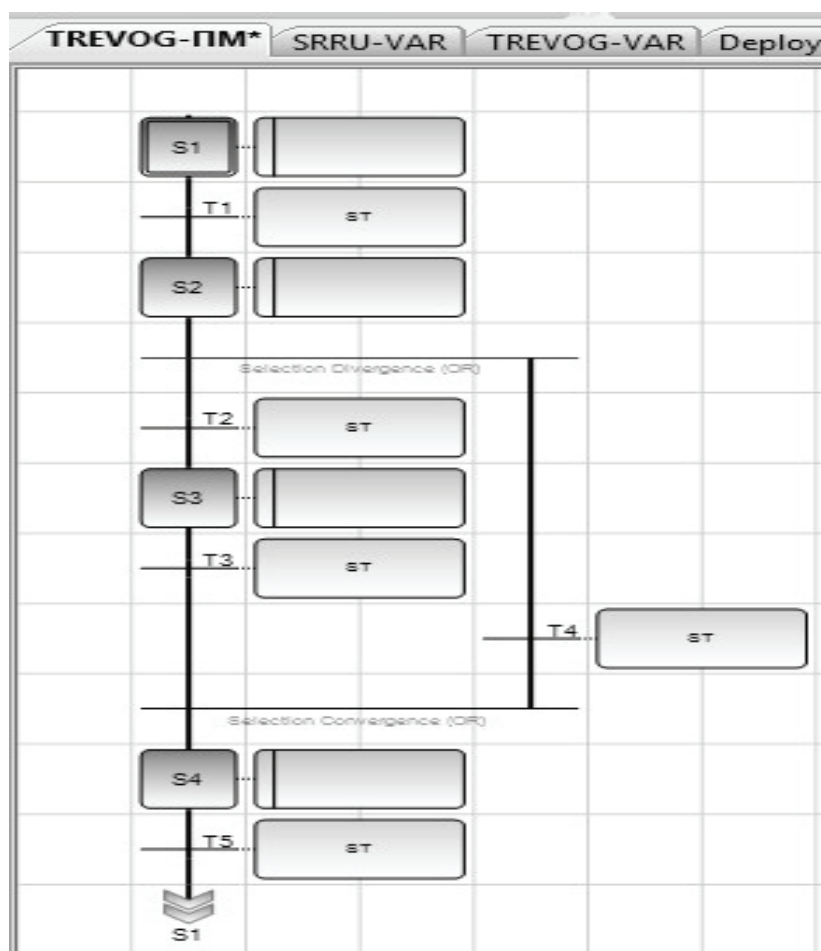 TREVOG-ПМ* SRRU-VAR TREVOG-VAR Deploy
S1
T1 ST
S2
Selection Divergence (OR)
T2 ST
S3
T3 ST
T4 ST
Selection Convergence (OR)
S4
T5 ST
S1